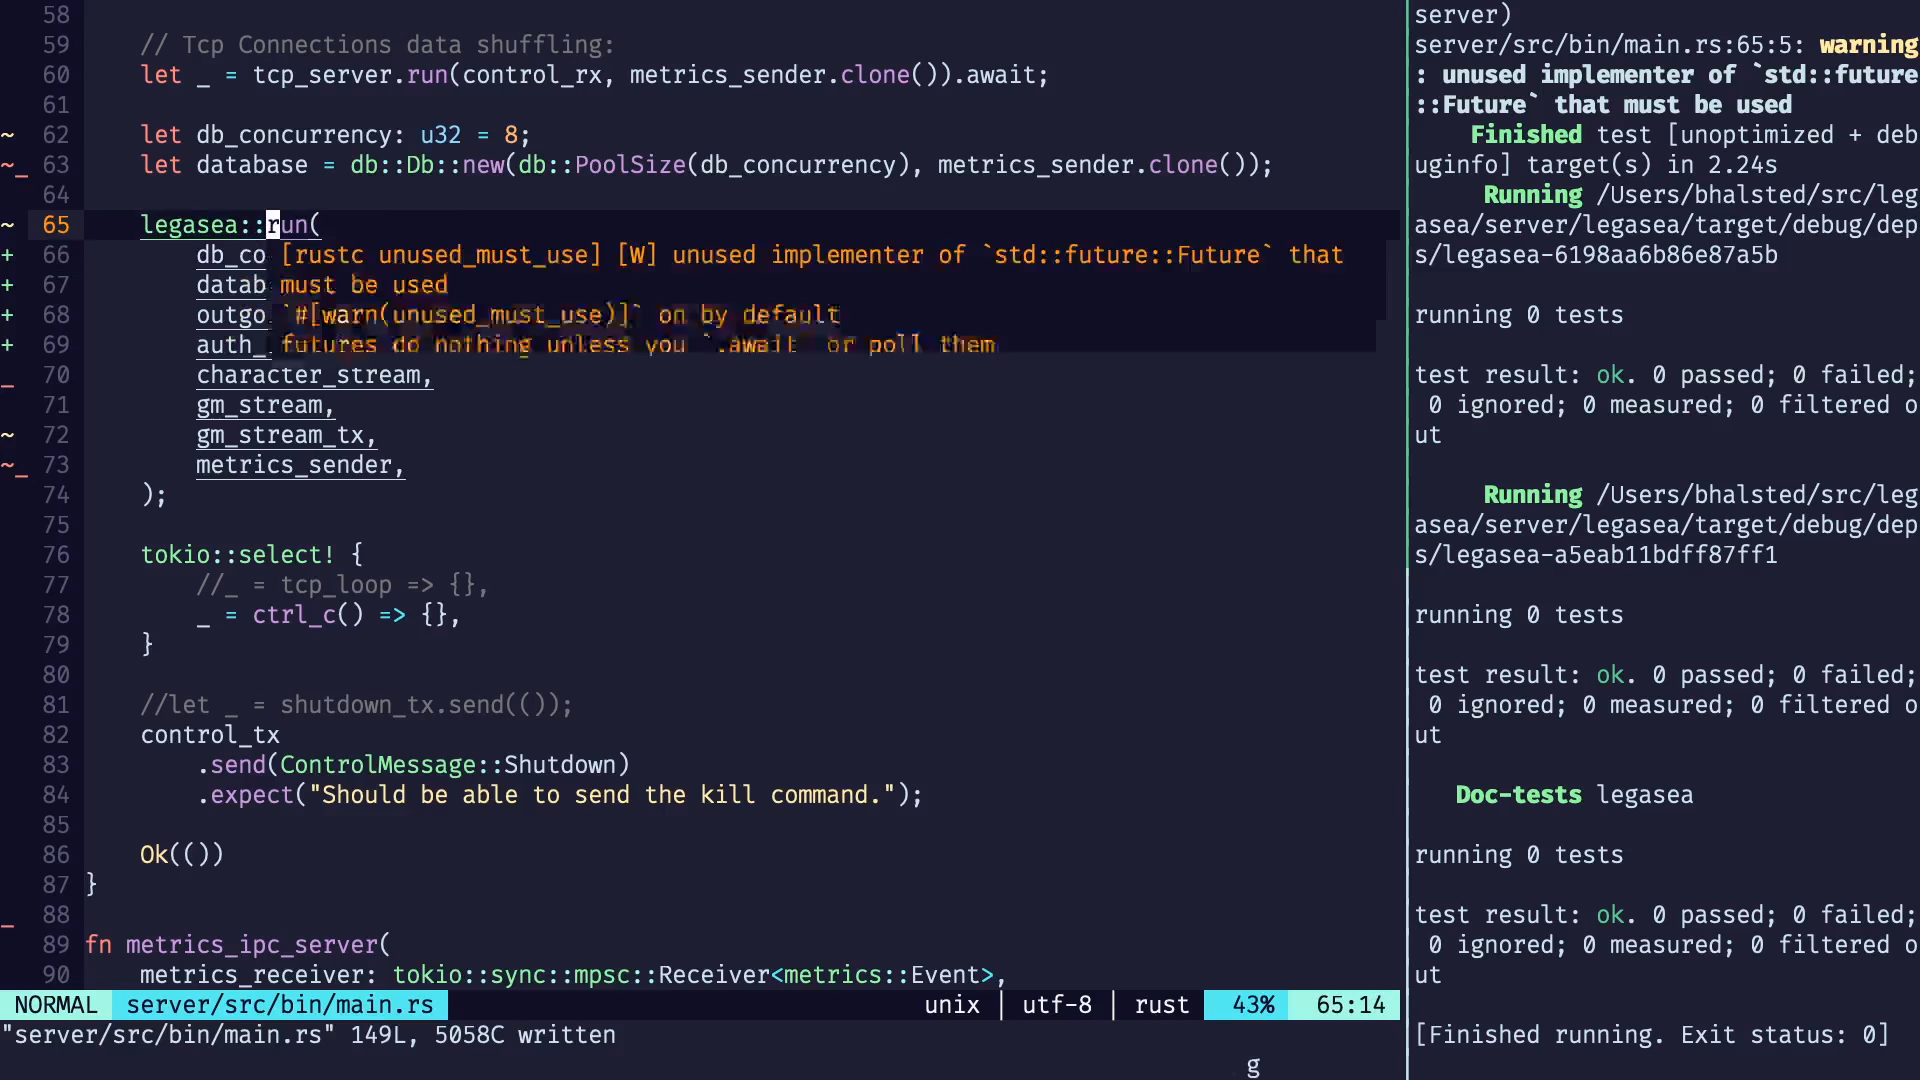 58
59 // Tcp Connections data shuffling:
60 let _ = tcp_server.run(control_rx, metrics_sender.clone()).await;
61
~ 62 let db_concurrency: u32 = 8;
~_ 63 let database = db::Db::new(db::PoolSize(db_concurrency), metrics_sender.clone());
64
~ 65 legasea::run(
+ 66 db_co [rustc unused_must_use] [W] unused implementer of `std::future::Future` that
+ 67 datab must be used
+ 68 outgo `#[warn(unused_must_use)]` on by default
+ 69 auth_ futures do nothing unless you `.await` or poll them
_ 70 character_stream,
71 gm_stream,
~ 72 gm_stream_tx,
~_ 73 metrics_sender,
74 );
75
76 tokio::select! {
77 //_ = tcp_loop => {},
78 _ = ctrl_c() => {},
79 }
80
81 //let _ = shutdown_tx.send(());
82 control_tx
83 .send(ControlMessage::Shutdown)
84 .expect("Should be able to send the kill command.");
85
86 Ok(())
87 }
_ 88
89 fn metrics_ipc_server(
90 metrics_receiver: tokio::sync::mpsc::Receiver<metrics::Event>,
NORMAL server/src/bin/main.rs unix | utf-8 | rust 43% 65:14
"server/src/bin/main.rs" 149L, 5058C written
g
server)
server/src/bin/main.rs:65:5: warning
: unused implementer of `std::future
::Future` that must be used
Finished test [unoptimized + deb
uginfo] target(s) in 2.24s
Running /Users/bhalsted/src/leg
asea/server/legasea/target/debug/dep
s/legasea-6198aa6b86e87a5b
running 0 tests
test result: ok. 0 passed; 0 failed;
0 ignored; 0 measured; 0 filtered o
ut
Running /Users/bhalsted/src/leg
asea/server/legasea/target/debug/dep
s/legasea-a5eab11bdff87ff1
running 0 tests
test result: ok. 0 passed; 0 failed;
0 ignored; 0 measured; 0 filtered o
ut
Doc-tests legasea
running 0 tests
test result: ok. 0 passed; 0 failed;
0 ignored; 0 measured; 0 filtered o
ut
[Finished running. Exit status: 0]